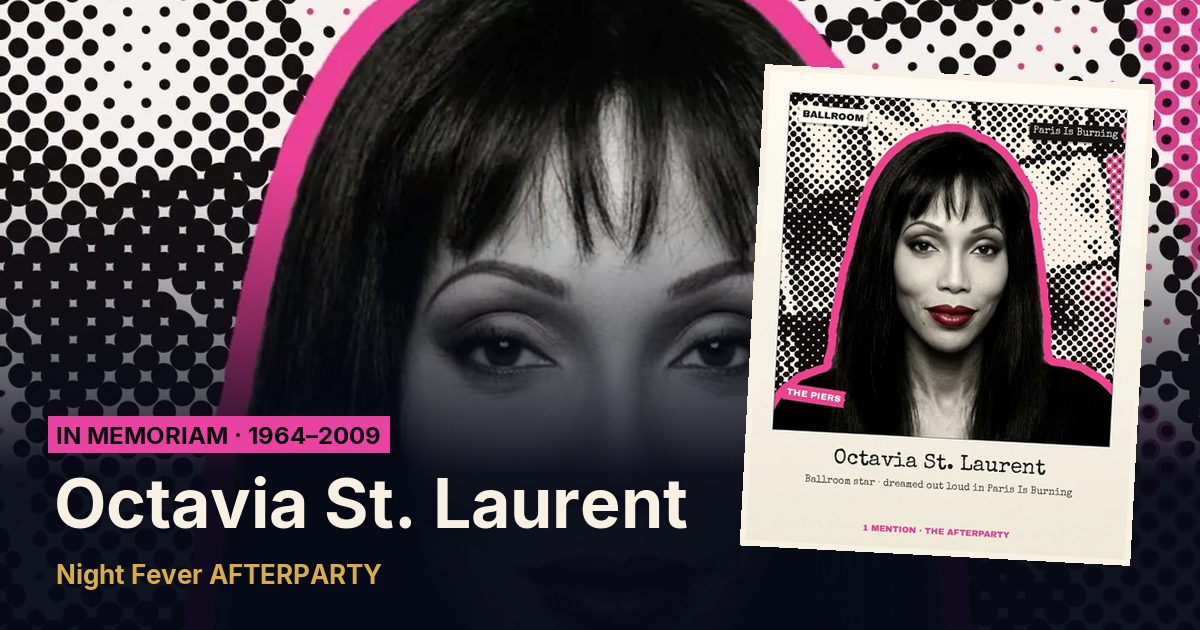 IN MEMORIAM · 1964–2009
Octavia St. Laurent
Night Fever AFTERPARTY
BALLROOM
Paris Is Burning
THE PIERS
Octavia St. Laurent
Ballroom star · dreamed out loud in Paris Is Burning
1 MENTION · THE AFTERPARTY